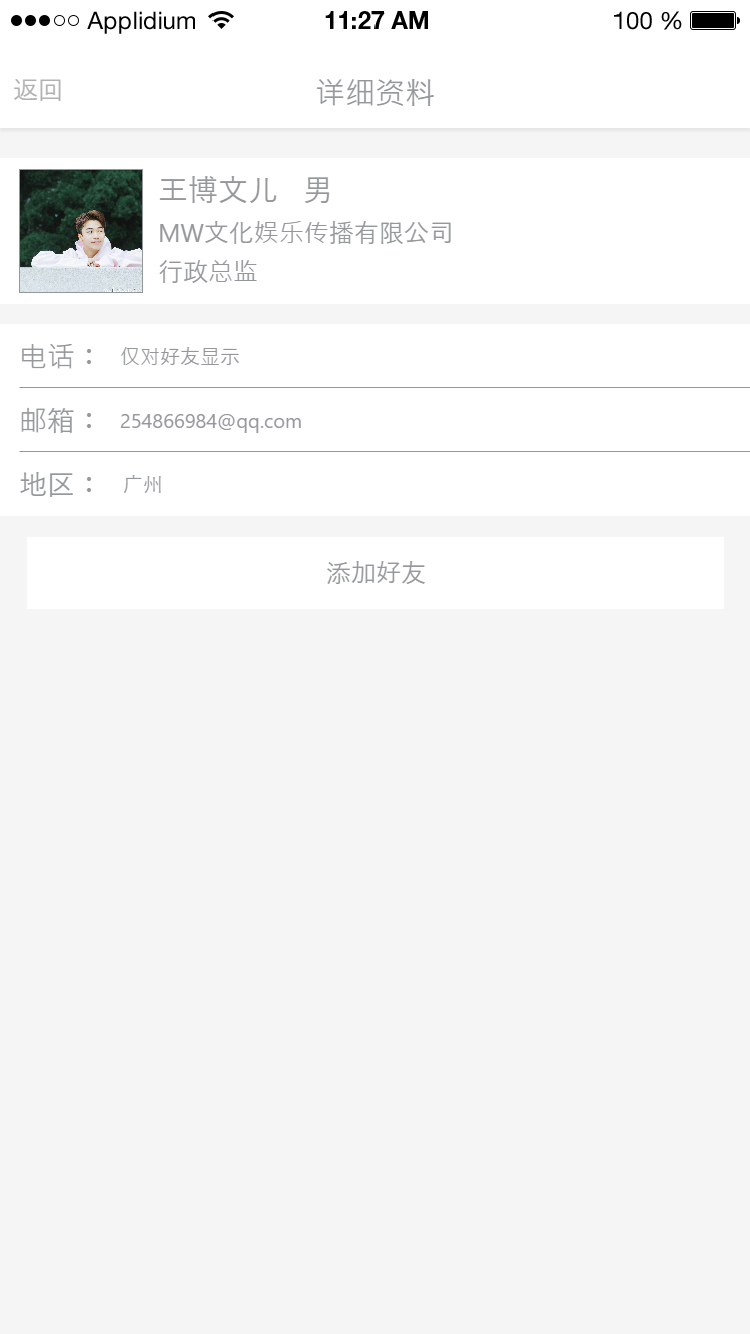 Applidium 11:27 AM 100 %
返回 详细资料
王博文儿 男
MW文化娱乐传播有限公司
行政总监
电话： 仅对好友显示
邮箱： 254866984@qq.com
地区： 广州
添加好友